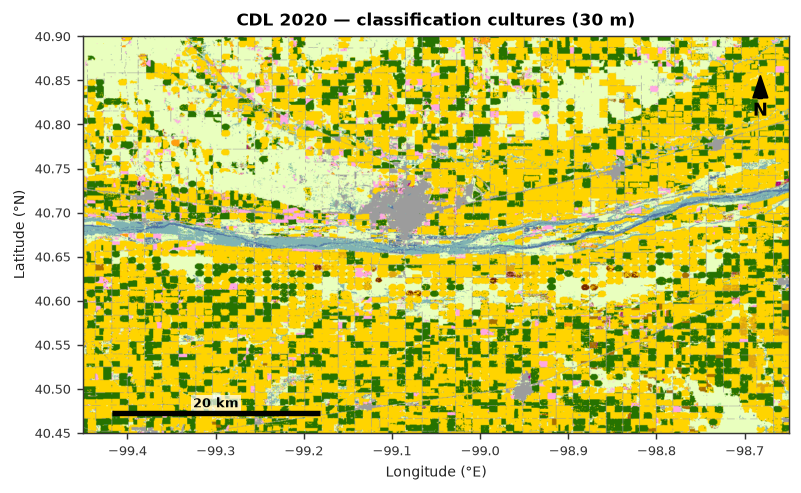 CDL 2020 — classification cultures (30 m)
40.90
40.85
40.80
40.75
40.70
40.65
40.60
40.55
40.50
40.45
Latitude (°N)
N
20 km
−99.4 −99.3 −99.2 −99.1 −99.0 −98.9 −98.8 −98.7
Longitude (°E)